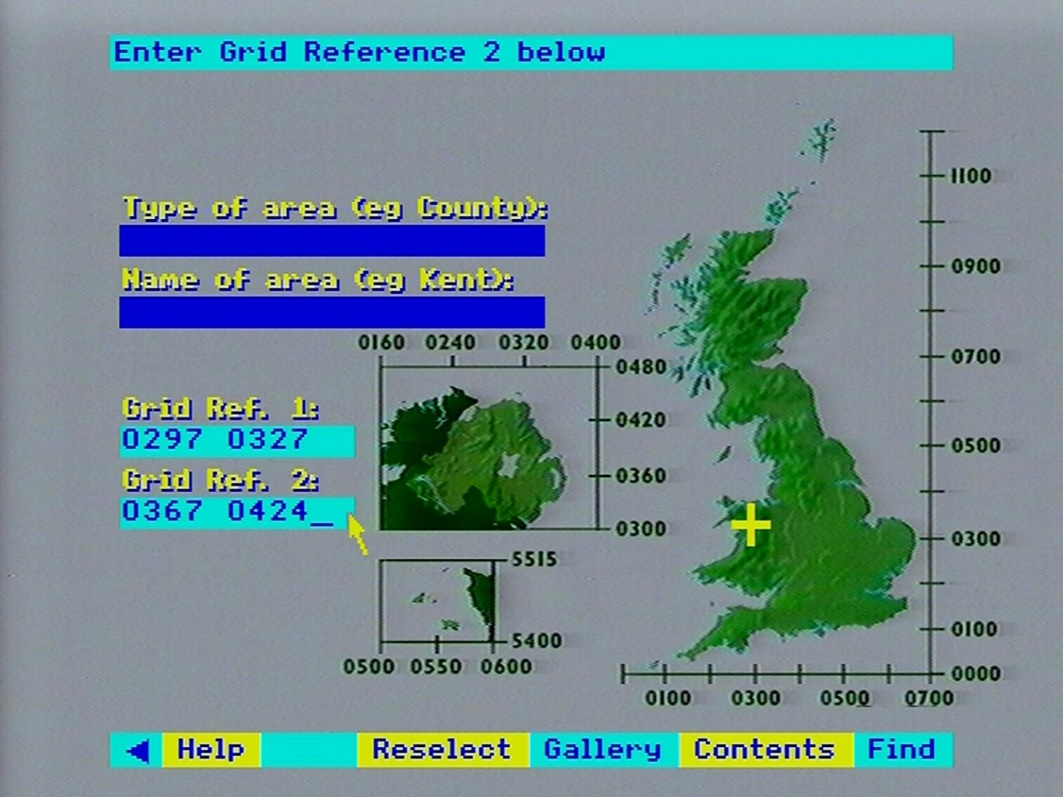 Enter Grid Reference 2 below
Type of area (eg County):
Name of area (eg Kent):
0160 0240 0320 0400
0480
0420
0360
0300
Grid Ref. 1:
0297 0327
Grid Ref. 2:
0367 0424_
5515
5400
0500 0550 0600
1100
0900
0700
0500
0300
0100
0000
0100 0300 0500 0700
Help Reselect Gallery Contents Find